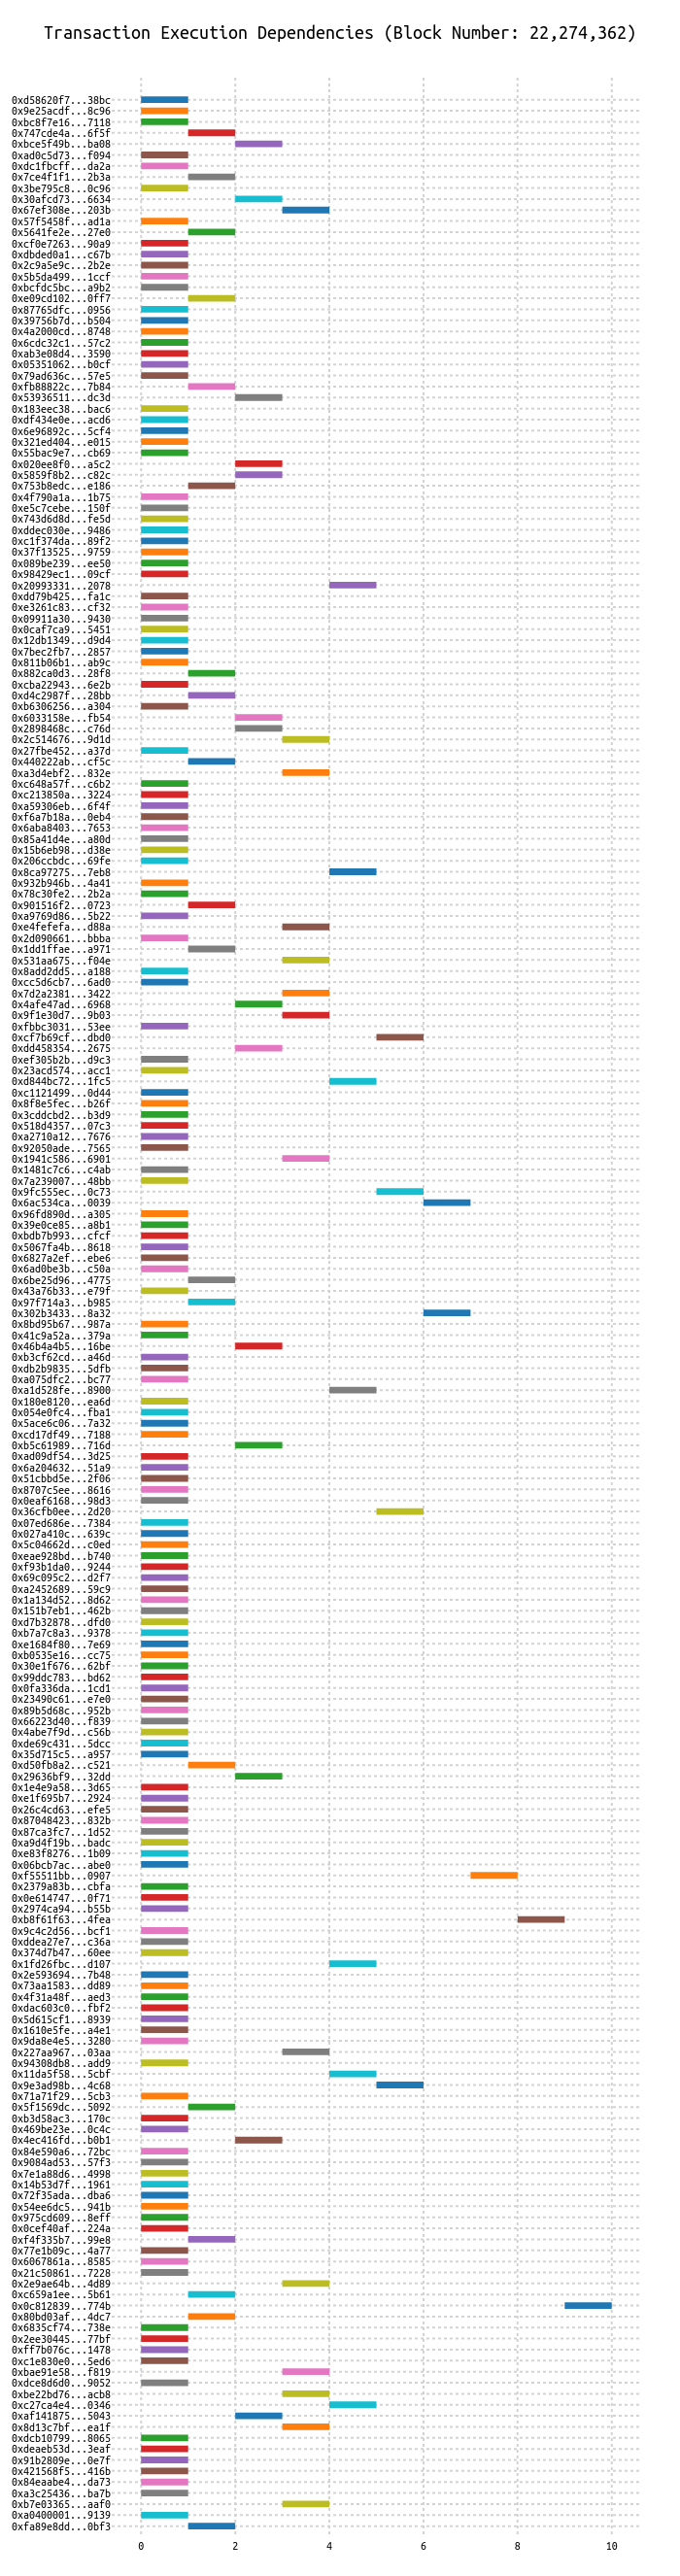 Transaction Execution Dependencies (Block Number: 22,274,362)
0xd58620f7...38bc
0x9e25acdf...8c96
0xbc8f7e16...7118
0x747cde4a...6f5f
0xbce5f49b...ba08
0xad0c5d73...f094
0xdc1fbcff...da2a
0x7ce4f1f1...2b3a
0x3be795c8...0c96
0x30afcd73...6634
0x67ef308e...203b
0x57f5458f...ad1a
0x5641fe2e...27e0
0xcf0e7263...90a9
0xdbded0a1...c67b
0x2c9a5e9c...2b2e
0x5b5da499...1ccf
0xbcfdc5bc...a9b2
0xe09cd102...0ff7
0x87765dfc...0956
0x39756b7d...b504
0x4a2000cd...8748
0x6cdc32c1...57c2
0xab3e08d4...3590
0x05351062...b0cf
0x79ad636c...57e5
0xfb88822c...7b84
0x53936511...dc3d
0x183eec38...bac6
0xdf434e0e...acd6
0x6e96892c...5cf4
0x321ed404...e015
0x55bac9e7...cb69
0x020ee8f0...a5c2
0x5859f8b2...c82c
0x753b8edc...e186
0x4f790a1a...1b75
0xe5c7cebe...150f
0x743d6d8d...fe5d
0xddec030e...9486
0xc1f374da...89f2
0x37f13525...9759
0x089be239...ee50
0x98429ec1...09cf
0x20993331...2078
0xdd79b425...fa1c
0xe3261c83...cf32
0x09911a30...9430
0x0caf7ca9...5451
0x12db1349...d9d4
0x7bec2fb7...2857
0x811b06b1...ab9c
0x882ca0d3...28f8
0xcba22943...6e2b
0xd4c2987f...28bb
0xb6306256...a304
0x6033158e...fb54
0x2898468c...c76d
0x2c514676...9d1d
0x27fbe452...a37d
0x440222ab...cf5c
0xa3d4ebf2...832e
0xc648a57f...c6b2
0xc213850a...3224
0xa59306eb...6f4f
0xf6a7b18a...0eb4
0x6aba8403...7653
0x85a41d4e...a80d
0x15b6eb98...d38e
0x206ccbdc...69fe
0x8ca97275...7eb8
0x932b946b...4a41
0x78c30fe2...2b2a
0x901516f2...0723
0xa9769d86...5b22
0xe4fefefa...d88a
0x2d090661...bbba
0x1dd1ffae...a971
0x531aa675...f04e
0x8add2dd5...a188
0xcc5d6cb7...6ad0
0x7d2a2381...3422
0x4afe47ad...6968
0x9f1e30d7...9b03
0xfbbc3031...53ee
0xcf7b69cf...dbd0
0xdd458354...2675
0xef305b2b...d9c3
0x23acd574...acc1
0xd844bc72...1fc5
0xc1121499...0d44
0x8f8e5fec...b26f
0x3cddcbd2...b3d9
0x518d4357...07c3
0xa2710a12...7676
0x92050ade...7565
0x1941c586...6901
0x1481c7c6...c4ab
0x7a239007...48bb
0x9fc555ec...0c73
0x6ac534ca...0039
0x96fd890d...a305
0x39e0ce85...a8b1
0xbdb7b993...cfcf
0x5067fa4b...8618
0x6827a2ef...ebe6
0x6ad0be3b...c50a
0x6be25d96...4775
0x43a76b33...e79f
0x97f714a3...b985
0x302b3433...8a32
0x8bd95b67...987a
0x41c9a52a...379a
0x46b4a4b5...16be
0xb3cf62cd...a46d
0xdb2b9835...5dfb
0xa075dfc2...bc77
0xa1d528fe...8900
0x180e8120...ea6d
0x054e0fc4...fba1
0x5ace6c06...7a32
0xcd17df49...7188
0xb5c61989...716d
0xad09df54...3d25
0x6a204632...51a9
0x51cbbd5e...2f06
0x8707c5ee...8616
0x0eaf6168...98d3
0x36cfb0ee...2d20
0x07ed686e...7384
0x027a410c...639c
0x5c04662d...c0ed
0xeae928bd...b740
0xf93b1da0...9244
0x69c095c2...d2f7
0xa2452689...59c9
0x1a134d52...8d62
0x151b7eb1...462b
0xd7b32878...dfd0
0xb7a7c8a3...9378
0xe1684f80...7e69
0xb0535e16...cc75
0x30e1f676...62bf
0x99ddc783...bd62
0x0fa336da...1cd1
0x23490c61...e7e0
0x89b5d68c...952b
0x66223d40...f839
0x4abe7f9d...c56b
0xde69c431...5dcc
0x35d715c5...a957
0xd50fb8a2...c521
0x29636bf9...32dd
0x1e4e9a58...3d65
0xe1f695b7...2924
0x26c4cd63...efe5
0x87048423...832b
0x87ca3fc7...1d52
0xa9d4f19b...badc
0xe83f8276...1b09
0x06bcb7ac...abe0
0xf55511bb...0907
0x2379a83b...cbfa
0x0e614747...0f71
0x2974ca94...b55b
0xb8f61f63...4fea
0x9c4c2d56...bcf1
0xddea27e7...c36a
0x374d7b47...60ee
0x1fd26fbc...d107
0x2e593694...7b48
0x73aa1583...dd89
0x4f31a48f...aed3
0xdac603c0...fbf2
0x5d615cf1...8939
0x1610e5fe...a4e1
0x9da8e4e5...3280
0x227aa967...03aa
0x94308db8...add9
0x11da5f58...5cbf
0x9e3ad98b...4c68
0x71a71f29...5cb3
0x5f1569dc...5092
0xb3d58ac3...170c
0x469be23e...0c4c
0x4ec416fd...b0b1
0x84e590a6...72bc
0x9084ad53...57f3
0x7e1a88d6...4998
0x14b53d7f...1961
0x72f35ada...dba6
0x54ee6dc5...941b
0x975cd609...8eff
0x0cef40af...224a
0xf4f335b7...99e8
0x77e1b09c...4a77
0x6067861a...8585
0x21c50861...7228
0x2e9ae64b...4d89
0xc659a1ee...5b61
0x0c812839...774b
0x80bd03af...4dc7
0x6835cf74...738e
0x2ee30445...77bf
0xff7b076c...1478
0xc1e830e0...5ed6
0xbae91e58...f819
0xdce8d6d0...9052
0xbe22bd76...acb8
0xc27ca4e4...0346
0xaf141875...5043
0x8d13c7bf...ea1f
0xdcb10799...8065
0xdeaeb53d...3eaf
0x91b2809e...0e7f
0x421568f5...416b
0x84eaabe4...da73
0xa3c25436...ba7b
0xb7e03365...aaf0
0xa0400001...9139
0xfa89e8dd...0bf3
0 2 4 6 8 10